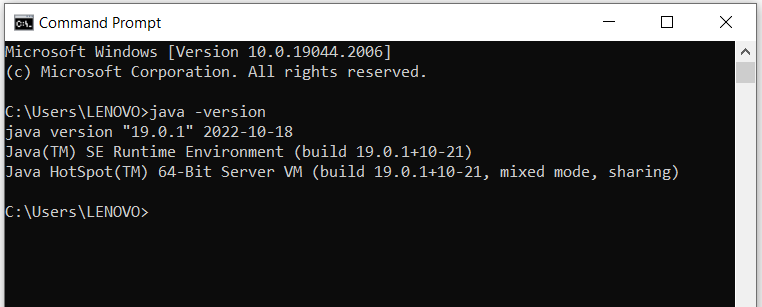 Command Prompt
Microsoft Windows [Version 10.0.19044.2006]
(c) Microsoft Corporation. All rights reserved.
C:\Users\LENOVO>java -version
java version "19.0.1" 2022-10-18
Java(TM) SE Runtime Environment (build 19.0.1+10-21)
Java HotSpot(TM) 64-Bit Server VM (build 19.0.1+10-21, mixed mode, sharing)
C:\Users\LENOVO>